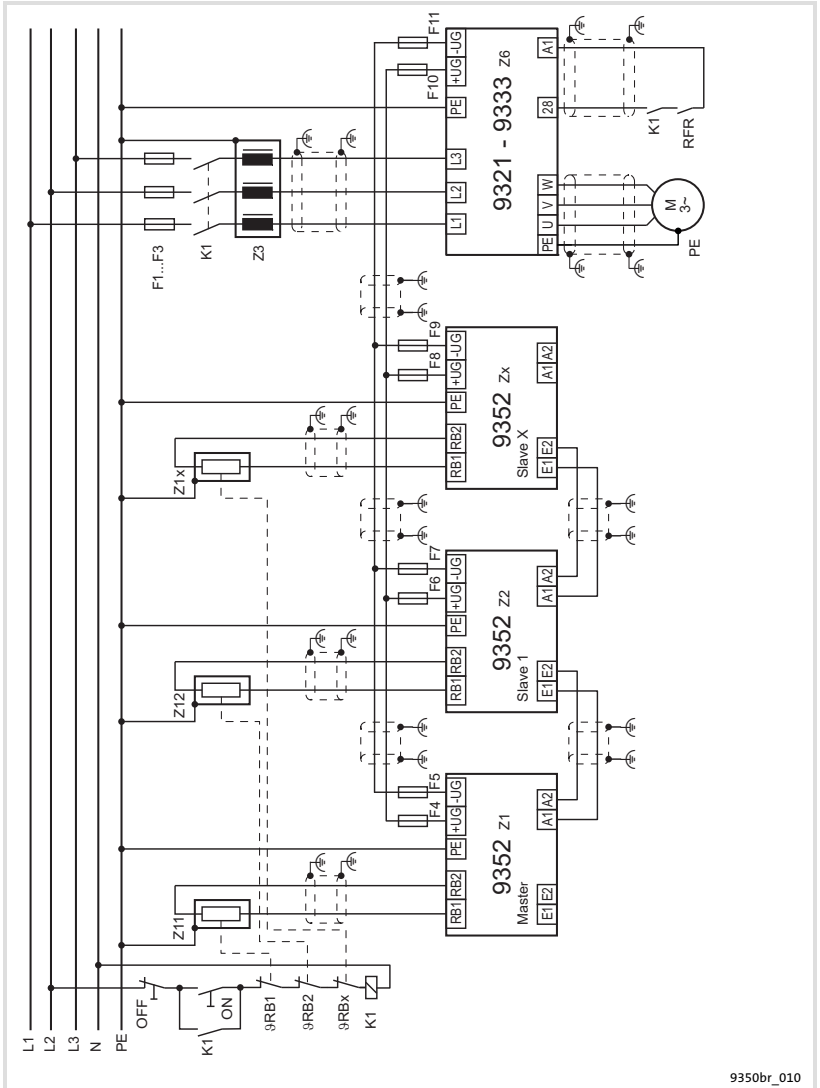 L1
L2
L3
N
PE
OFF
K1
ON
ϑRB1
ϑRB2
ϑRBx
K1
Z11
Z12
Z1x
F1...F3
K1
Z3
F4
F5
F6
F7
F8
F9
F10
F11
RB1 RB2 PE +UG -UG
9352 Z1
Master
E1 E2 A1 A2
RB1 RB2 PE +UG -UG
9352 Z2
Slave 1
E1 E2 A1 A2
RB1 RB2 PE +UG -UG
9352 Zx
Slave X
E1 E2 A1 A2
L1 L2 L3 PE +UG -UG
9321 - 9333 Z6
PE U V W 28 A1
M
3~
PE
K1
RFR
9350br_010